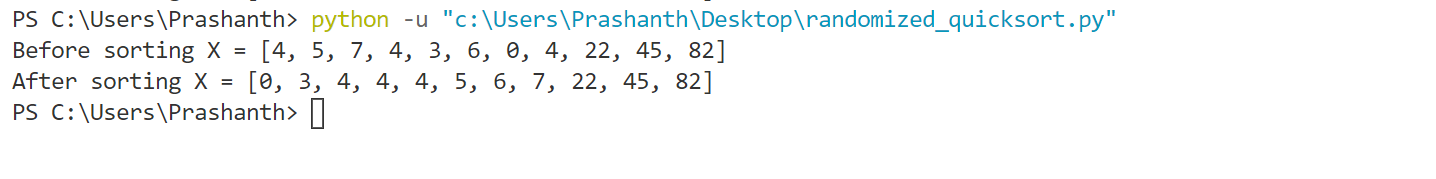 PS C:\Users\Prashanth> python -u "c:\Users\Prashanth\Desktop\randomized_quicksort.py"
Before sorting X = [4, 5, 7, 4, 3, 6, 0, 4, 22, 45, 82]
After sorting X = [0, 3, 4, 4, 4, 5, 6, 7, 22, 45, 82]
PS C:\Users\Prashanth>